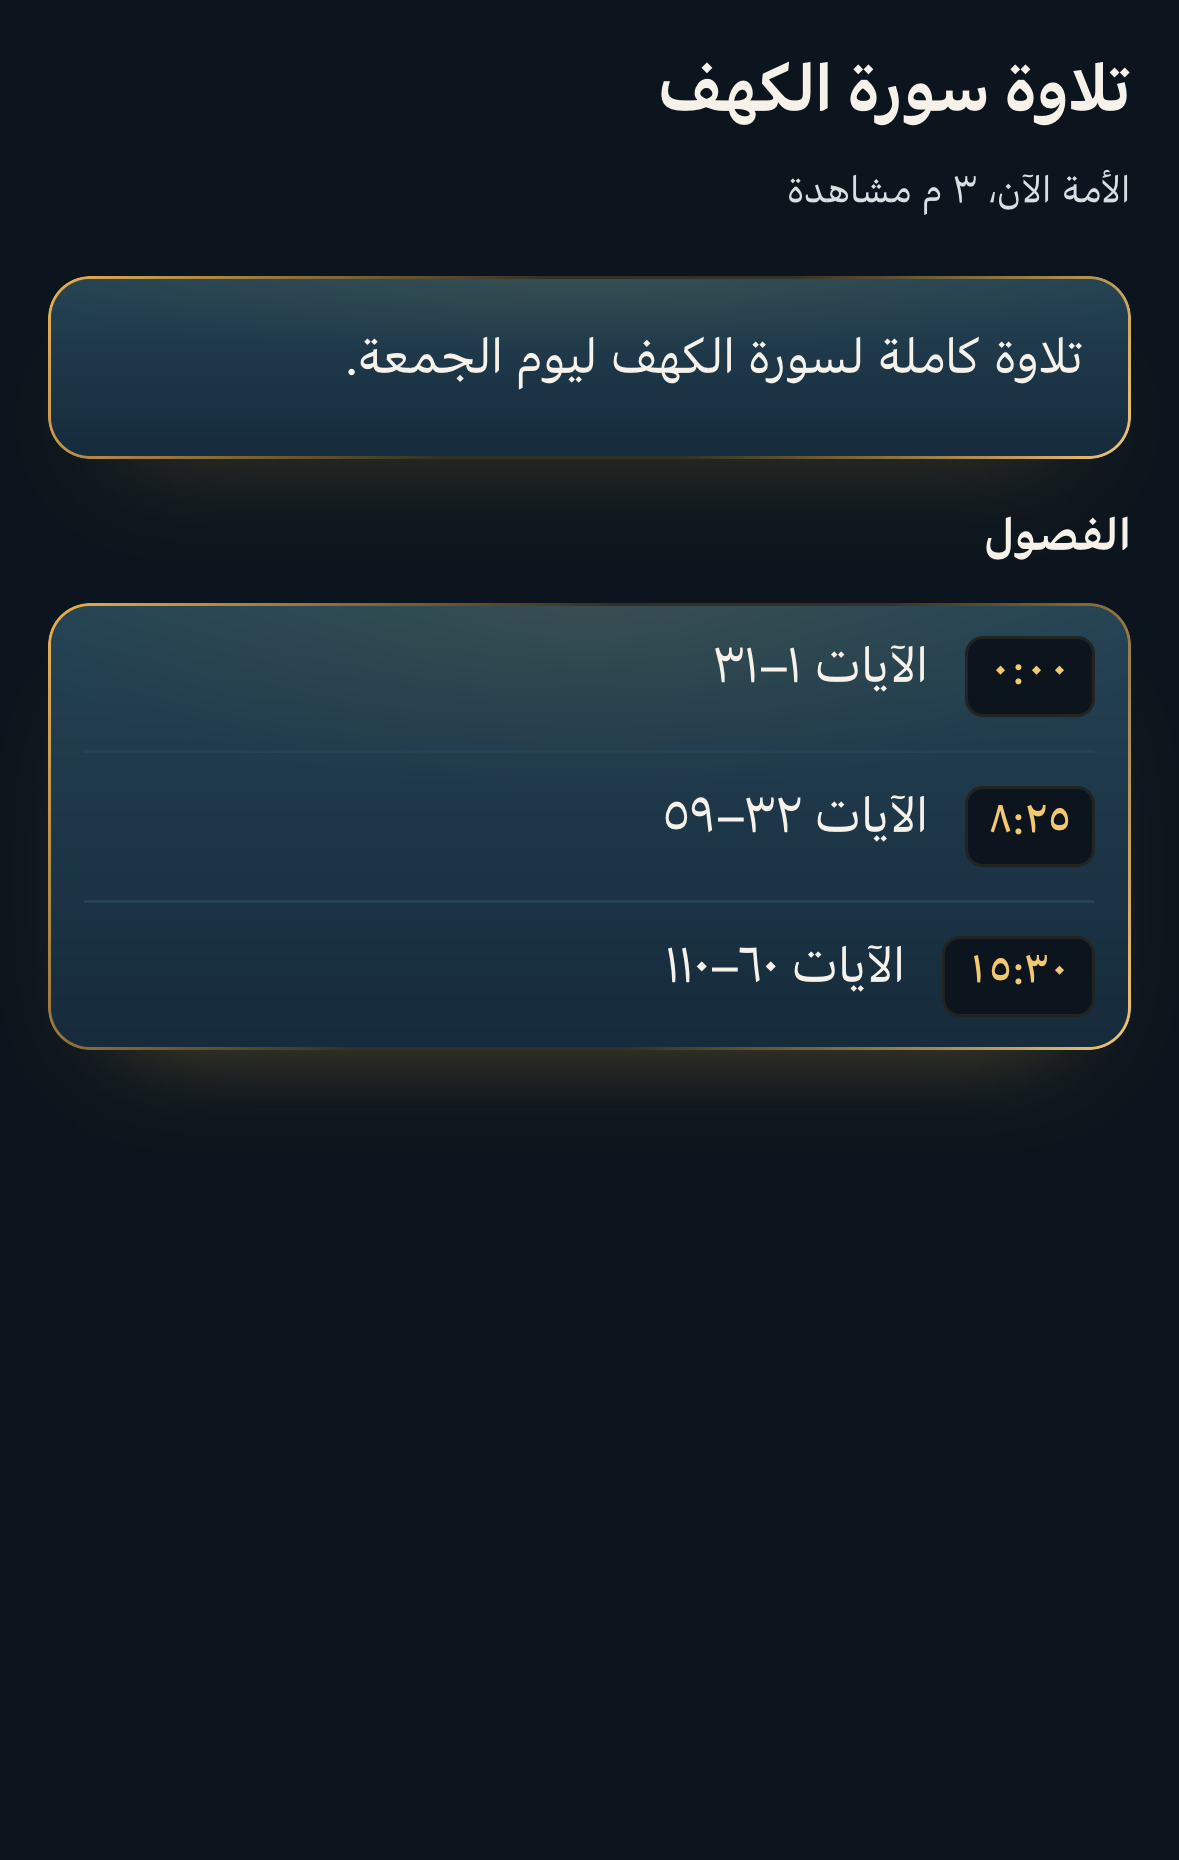 تلاوة سورة الكهف
الأمة الآن، ٣ م مشاهدة
تلاوة كاملة لسورة الكهف ليوم الجمعة.
الفصول
٠:٠٠ الآيات ١–٣١
٨:٢٥ الآيات ٣٢–٥٩
١٥:٣٠ الآيات ٦٠–١١٠